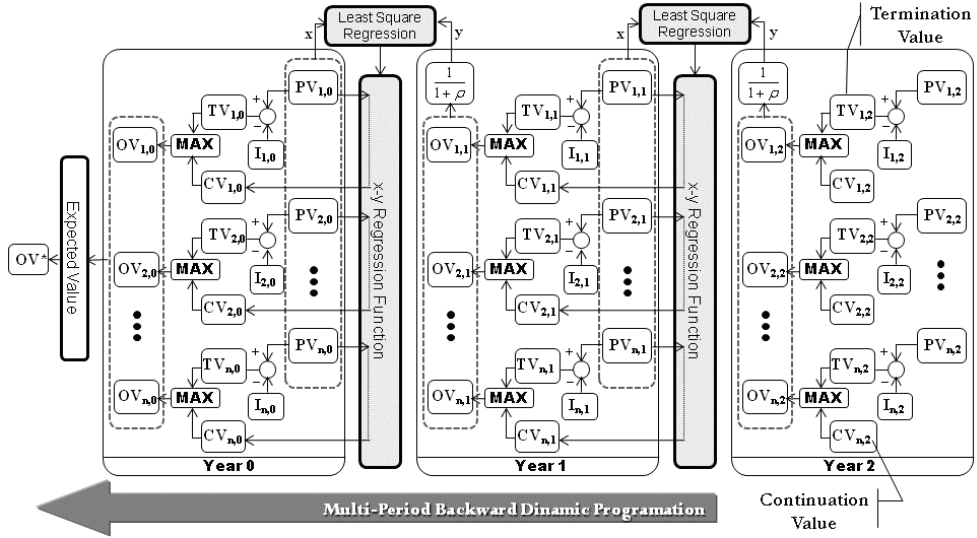 Least Square
Regression
x
y
Least Square
Regression
x
y
Termination
Value
1
1 + ρ
1
1 + ρ
PV1,0
TV1,0
+
−
OV1,0
MAX
I1,0
CV1,0
PV1,1
TV1,1
+
−
OV1,1
MAX
I1,1
CV1,1
PV1,2
TV1,2
+
−
OV1,2
MAX
I1,2
CV1,2
x-y Regression Function
x-y Regression Function
Expected Value
OV*
PV2,0
TV2,0
+
−
OV2,0
MAX
I2,0
CV2,0
PV2,1
TV2,1
+
−
OV2,1
MAX
I2,1
CV2,1
PV2,2
TV2,2
+
−
OV2,2
MAX
I2,2
CV2,2
PVn,0
TVn,0
+
−
OVn,0
MAX
In,0
CVn,0
PVn,1
TVn,1
+
−
OVn,1
MAX
In,1
CVn,1
PVn,2
TVn,2
+
−
OVn,2
MAX
In,2
CVn,2
Year 0
Year 1
Year 2
Continuation
Value
Multi-Period Backward Dinamic Programation